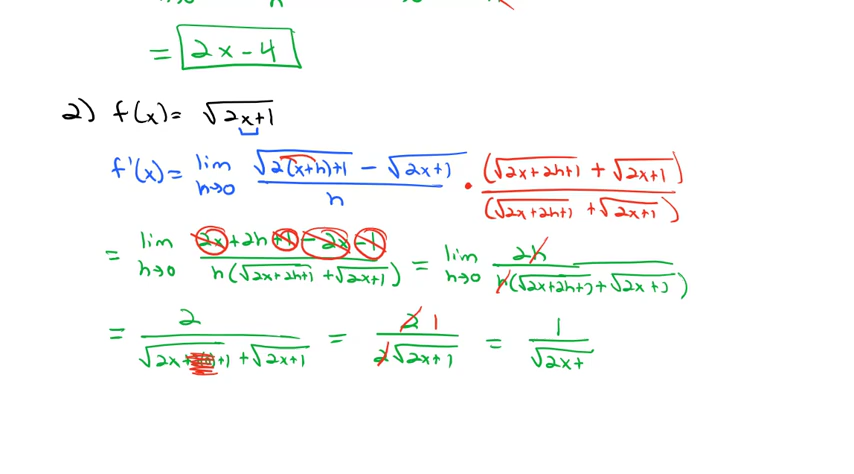 = 2x - 4
2) f(x) = √(2x+1)
f'(x) = lim h→0 (√(2(x+h)+1) - √(2x+1)) / h • (√(2x+2h+1) + √(2x+1)) / (√(2x+2h+1) + √(2x+1))
= lim h→0 (2x+2h+1-2x-1) / (h(√(2x+2h+1) + √(2x+1))) = lim h→0 2h / (h(√(2x+2h+1) + √(2x+1)))
= 2 / (√(2x+1) + √(2x+1)) = 2 1 / (2√(2x+1)) = 1 / √(2x+